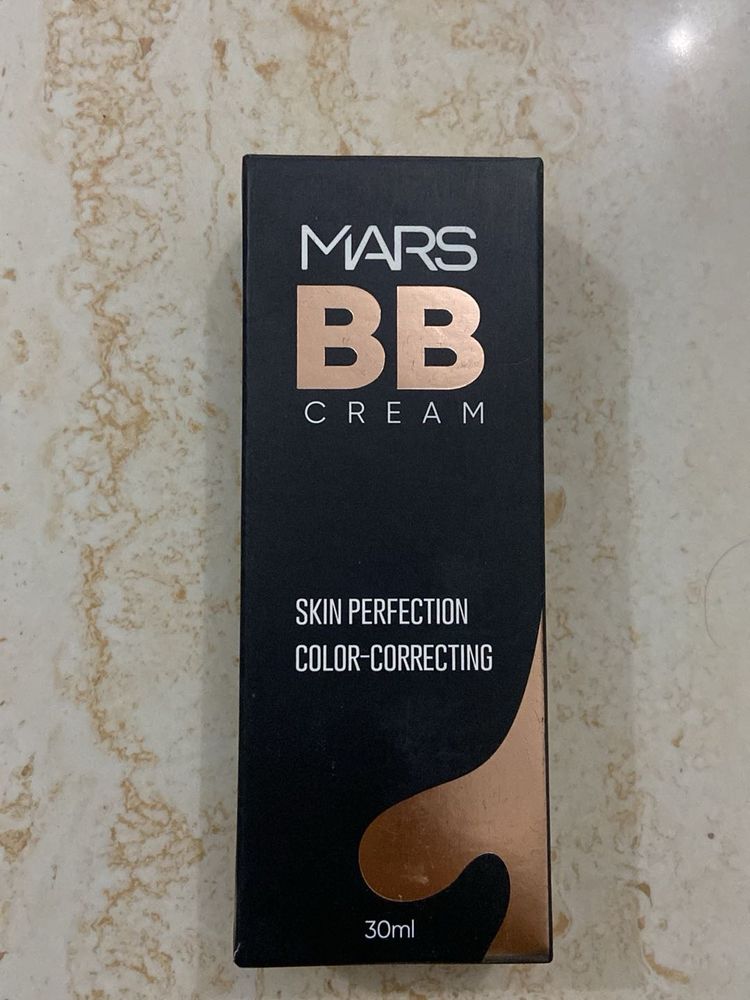 MARS
BB
CREAM
SKIN PERFECTION
COLOR-CORRECTING
30ml